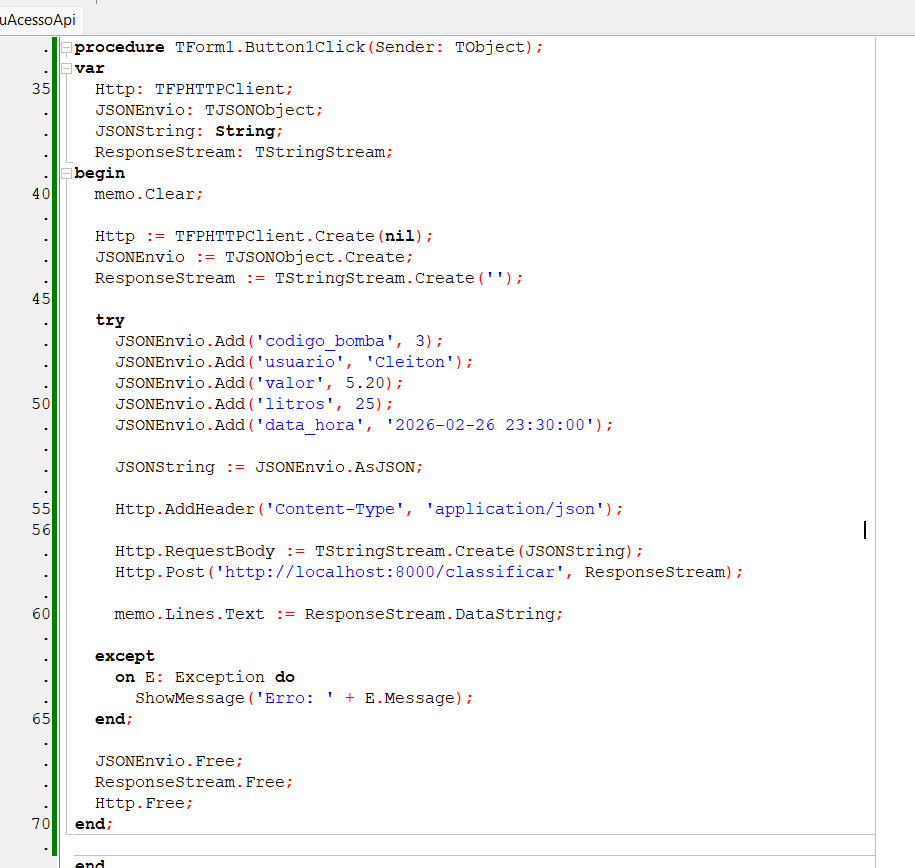 uAcessoApi
procedure TForm1.Button1Click(Sender: TObject);
var
35 Http: TFPHTTPClient;
JSONEnvio: TJSONObject;
JSONString: String;
ResponseStream: TStringStream;
begin
40 memo.Clear;
Http := TFPHTTPClient.Create(nil);
JSONEnvio := TJSONObject.Create;
ResponseStream := TStringStream.Create('');
45
try
JSONEnvio.Add('codigo_bomba', 3);
JSONEnvio.Add('usuario', 'Cleiton');
JSONEnvio.Add('valor', 5.20);
50 JSONEnvio.Add('litros', 25);
JSONEnvio.Add('data_hora', '2026-02-26 23:30:00');
JSONString := JSONEnvio.AsJSON;
55 Http.AddHeader('Content-Type', 'application/json');
56
Http.RequestBody := TStringStream.Create(JSONString);
Http.Post('http://localhost:8000/classificar', ResponseStream);
60 memo.Lines.Text := ResponseStream.DataString;
except
on E: Exception do
ShowMessage('Erro: ' + E.Message);
65 end;
JSONEnvio.Free;
ResponseStream.Free;
Http.Free;
70 end;
end